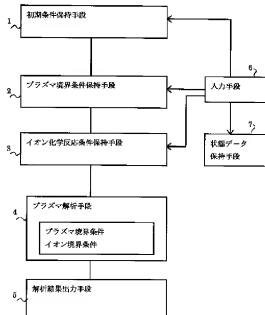 1
初期条件保持手段
6
2
プラズマ境界条件保持手段
入力手段
7
3
イオン化学反応条件保持手段
状態データ
保持手段
4
プラズマ解析手段
プラズマ境界条件
イオン境界条件
5
解析結果出力手段